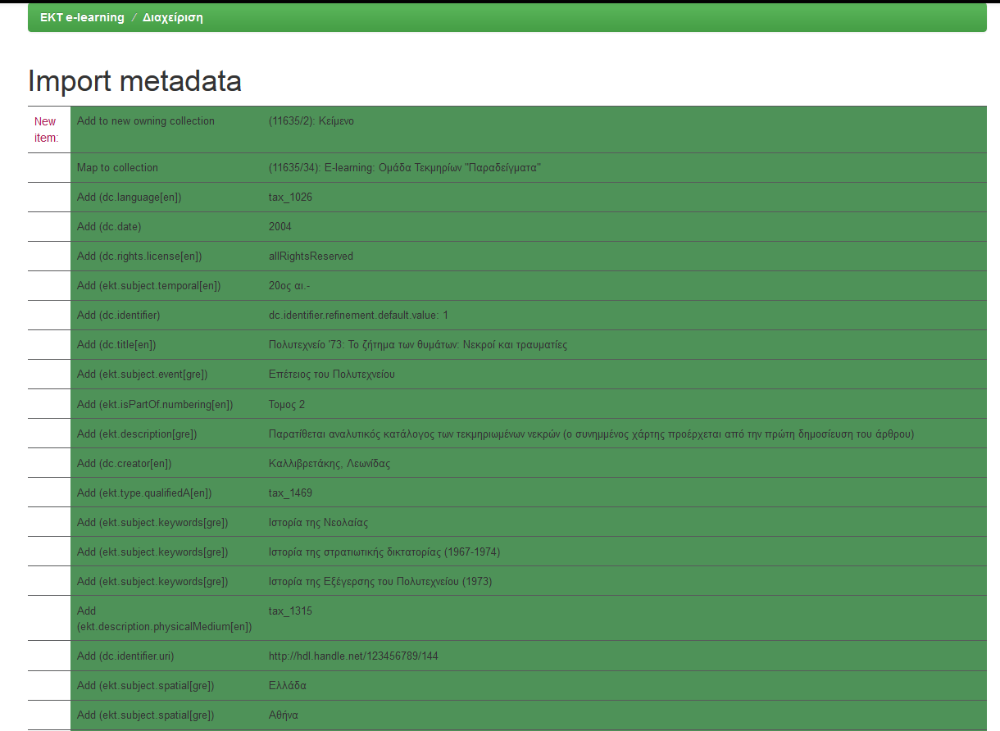 EKT e-learning / Διαχείριση
Import metadata
New item: Add to new owning collection (11635/2): Κείμενο
Map to collection (11635/34): E-learning: Ομάδα Τεκμηρίων "Παραδείγματα"
Add (dc.language[en]) tax_1026
Add (dc.date) 2004
Add (dc.rights.license[en]) allRightsReserved
Add (ekt.subject.temporal[en]) 20ος αι.-
Add (dc.identifier) dc.identifier.refinement.default.value: 1
Add (dc.title[en]) Πολυτεχνείο '73: Το ζήτημα των θυμάτων: Νεκροί και τραυματίες
Add (ekt.subject.event[gre]) Επέτειος του Πολυτεχνείου
Add (ekt.isPartOf.numbering[en]) Τομος 2
Add (ekt.description[gre]) Παρατίθεται αναλυτικός κατάλογος των τεκμηριωμένων νεκρών (ο συνημμένος χάρτης προέρχεται από την πρώτη δημοσίευση του άρθρου)
Add (dc.creator[en]) Καλλιβρετάκης, Λεωνίδας
Add (ekt.type.qualifiedA[en]) tax_1469
Add (ekt.subject.keywords[gre]) Ιστορία της Νεολαίας
Add (ekt.subject.keywords[gre]) Ιστορία της στρατιωτικής δικτατορίας (1967-1974)
Add (ekt.subject.keywords[gre]) Ιστορία της Εξέγερσης του Πολυτεχνείου (1973)
Add (ekt.description.physicalMedium[en]) tax_1315
Add (dc.identifier.uri) http://hdl.handle.net/123456789/144
Add (ekt.subject.spatial[gre]) Ελλάδα
Add (ekt.subject.spatial[gre]) Αθήνα